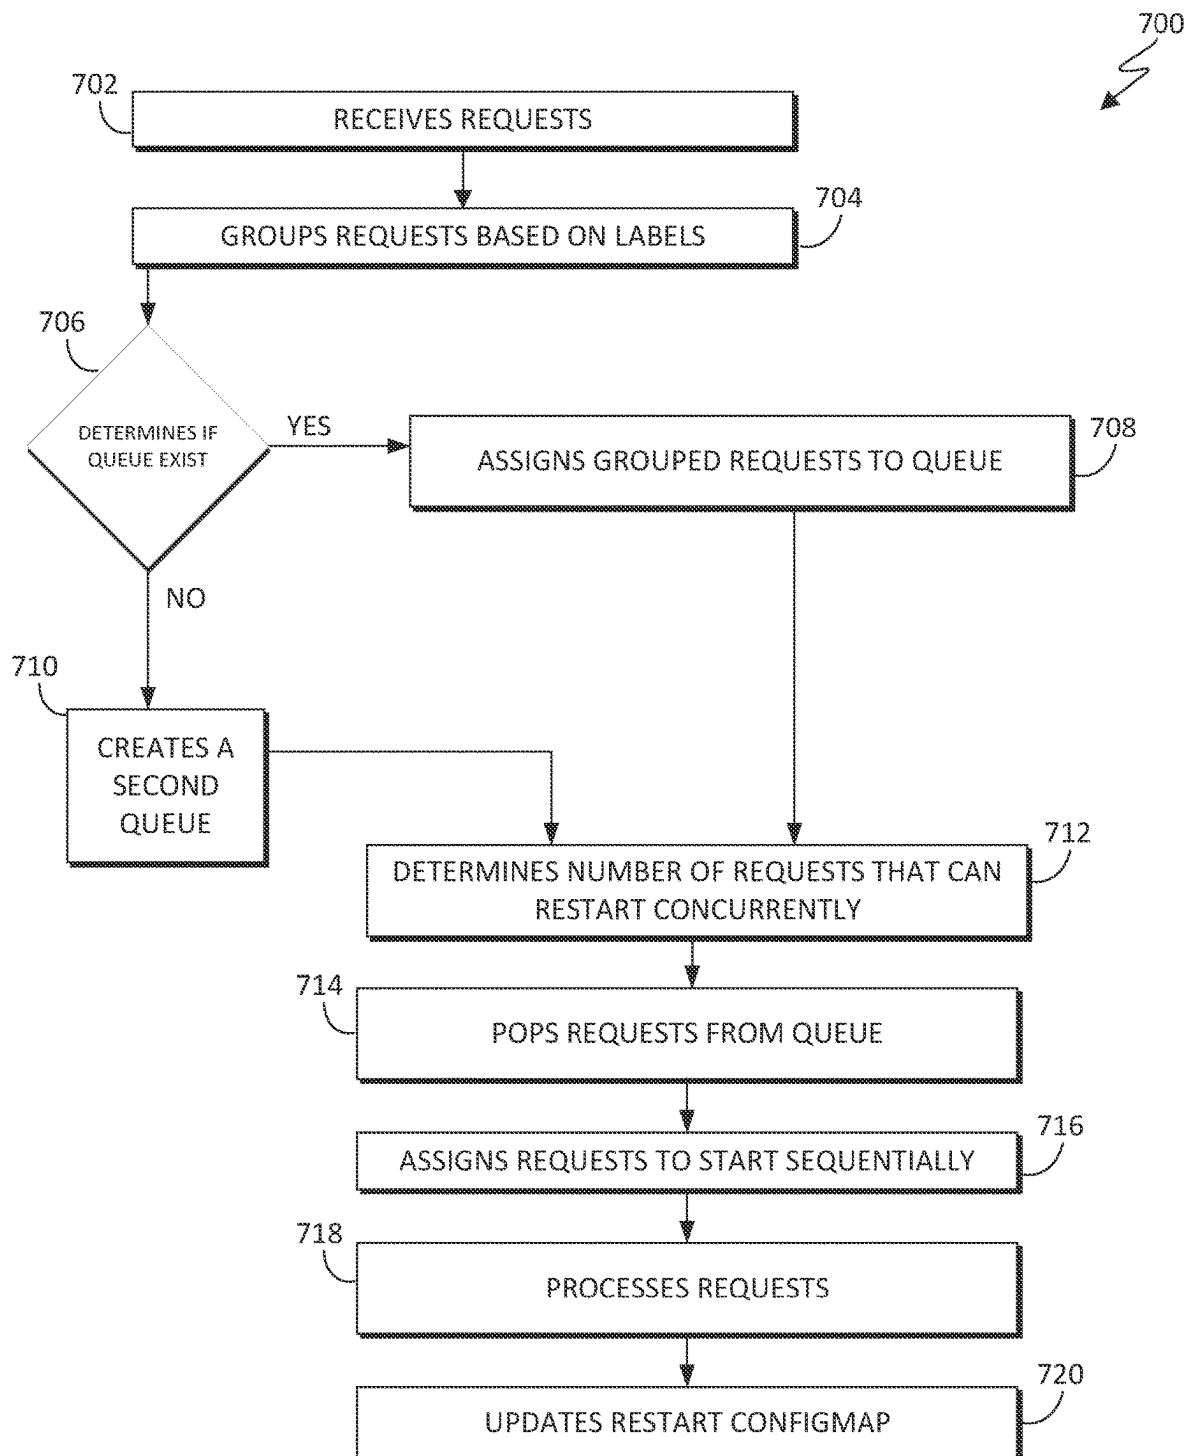 700
702
RECEIVES REQUESTS
704
GROUPS REQUESTS BASED ON LABELS
706
DETERMINES IF
QUEUE EXIST
YES
708
ASSIGNS GROUPED REQUESTS TO QUEUE
NO
710
CREATES A
SECOND
QUEUE
712
DETERMINES NUMBER OF REQUESTS THAT CAN
RESTART CONCURRENTLY
714
POPS REQUESTS FROM QUEUE
716
ASSIGNS REQUESTS TO START SEQUENTIALLY
718
PROCESSES REQUESTS
720
UPDATES RESTART CONFIGMAP